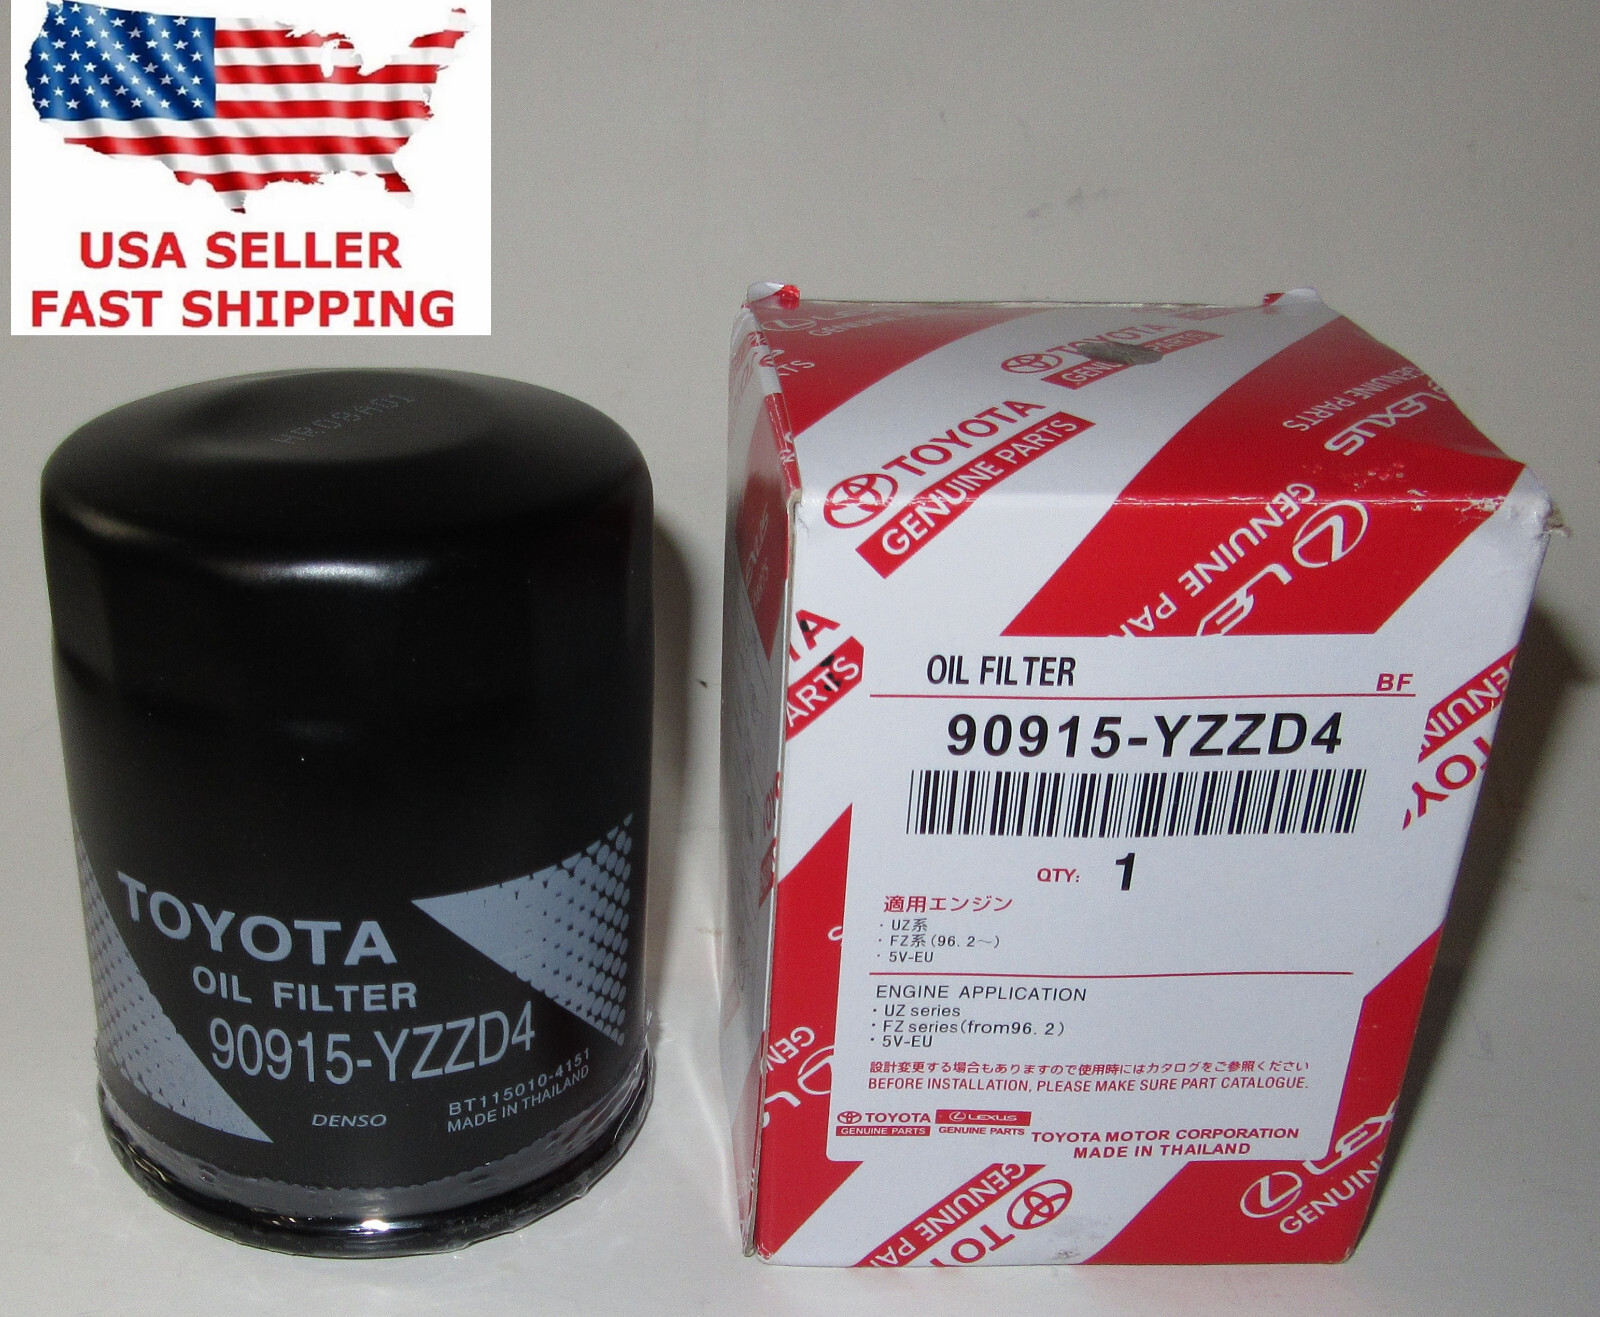 USA SELLER
FAST SHIPPING
TOYOTA
OIL FILTER
90915-YZZD4
DENSO
BT115010-4151
MADE IN THAILAND
LEXUS
TOYOTA
PARTS
LEXUS
GENUINE PARTS
TOYOTA
GENUINE PARTS
GENUINE PARTS
OIL FILTER
BF
90915-YZZD4
QTY: 1
適用エンジン
・UZ系
・FZ系(96. 2～)
・5V-EU
ENGINE APPLICATION
・UZ series
・FZ series(from96. 2)
・5V-EU
設計変更する場合もありますので使用時にはカタログをご参照ください
BEFORE INSTALLATION, PLEASE MAKE SURE PART CATALOGUE.
TOYOTA
GENUINE PARTS
LEXUS
GENUINE PARTS
TOYOTA MOTOR CORPORATION
MADE IN THAILAND